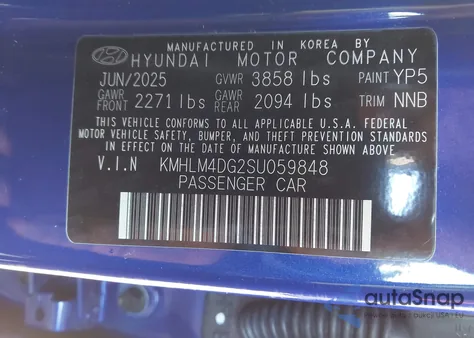 MANUFACTURED IN KOREA BY
HYUNDAI MOTOR COMPANY
JUN/2025 GVWR 3858 lbs PAINT YP5
GAWR FRONT 2271 lbs GAWR REAR 2094 lbs TRIM NNB
THIS VEHICLE CONFORMS TO ALL APPLICABLE U.S.A. FEDERAL
MOTOR VEHICLE SAFETY, BUMPER, AND THEFT PREVENTION STANDARDS
IN EFFECT ON THE DATE OF MANUFACTURE SHOWN ABOVE.
V.I.N KMHLM4DG2SU059848
PASSENGER CAR
autoSnap